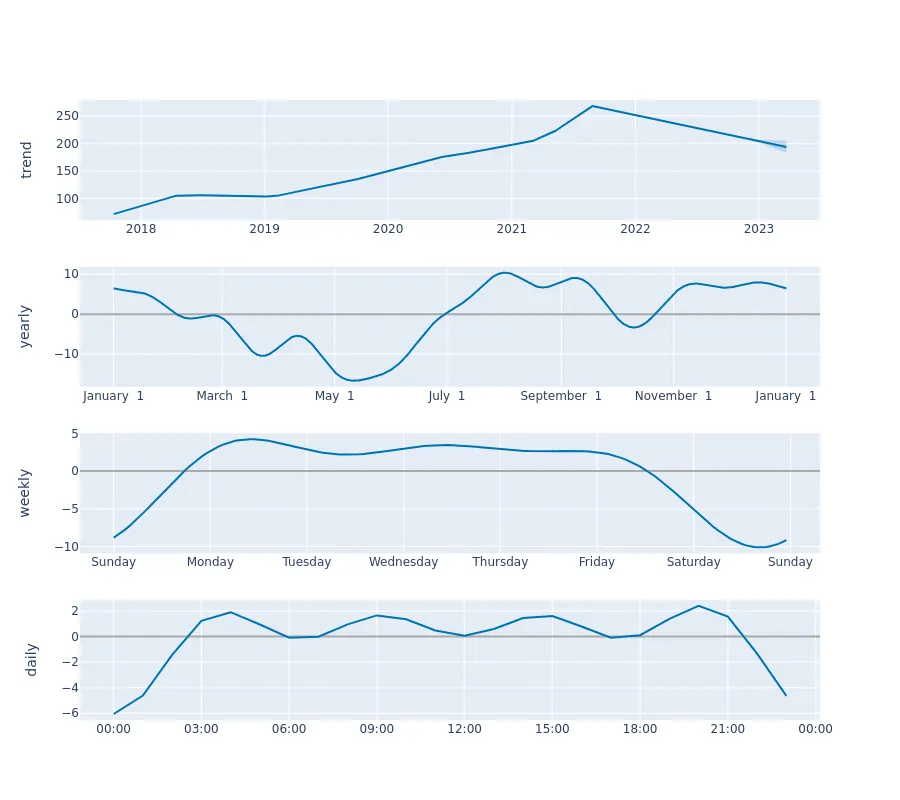 trend
250
200
150
100
2018 2019 2020 2021 2022 2023
yearly
10
0
−10
January 1 March 1 May 1 July 1 September 1 November 1 January 1
weekly
5
0
−5
−10
Sunday Monday Tuesday Wednesday Thursday Friday Saturday Sunday
daily
2
0
−2
−4
−6
00:00 03:00 06:00 09:00 12:00 15:00 18:00 21:00 00:00